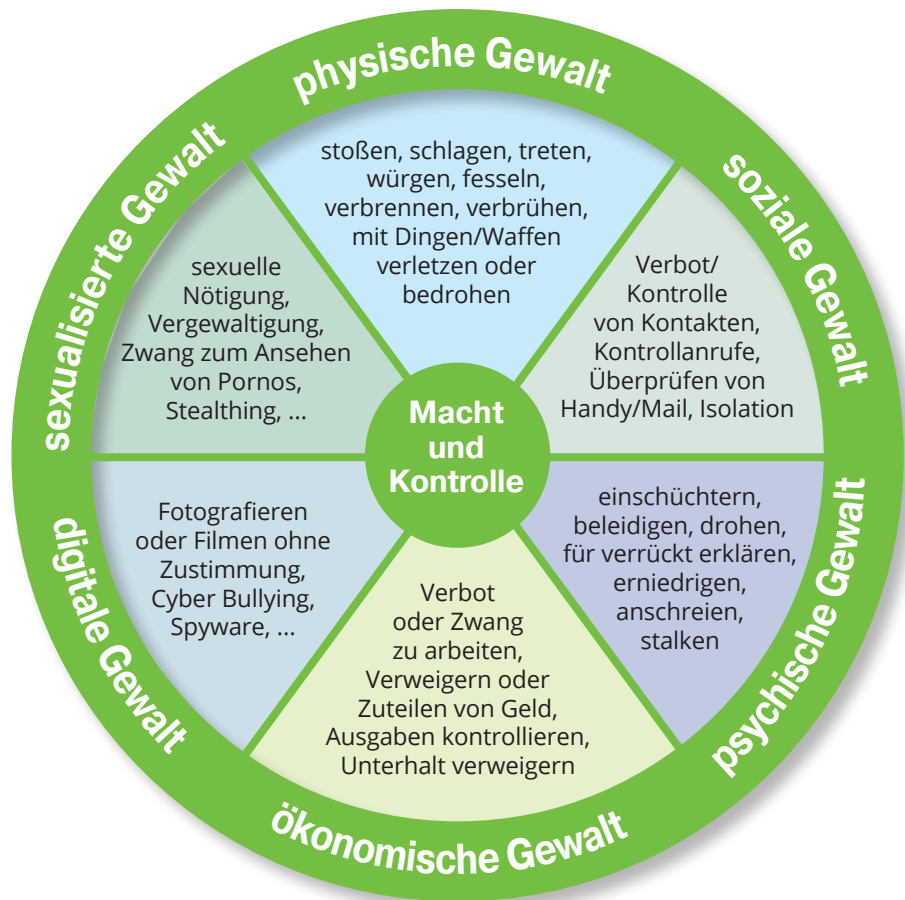 physische Gewalt
stoßen, schlagen, treten,
würgen, fesseln,
verbrennen, verbrühen,
mit Dingen/Waffen
verletzen oder
bedrohen
soziale Gewalt
Verbot/
Kontrolle
von Kontakten,
Kontrollanrufe,
Überprüfen von
Handy/Mail, Isolation
psychische Gewalt
einschüchtern,
beleidigen, drohen,
für verrückt erklären,
erniedrigen,
anschreien,
stalken
ökonomische Gewalt
Verbot
oder Zwang
zu arbeiten,
Verweigern oder
Zuteilen von Geld,
Ausgaben kontrollieren,
Unterhalt verweigern
digitale Gewalt
Fotografieren
oder Filmen ohne
Zustimmung,
Cyber Bullying,
Spyware, ...
sexualisierte Gewalt
sexuelle
Nötigung,
Vergewaltigung,
Zwang zum Ansehen
von Pornos,
Stealthing, ...
Macht
und
Kontrolle